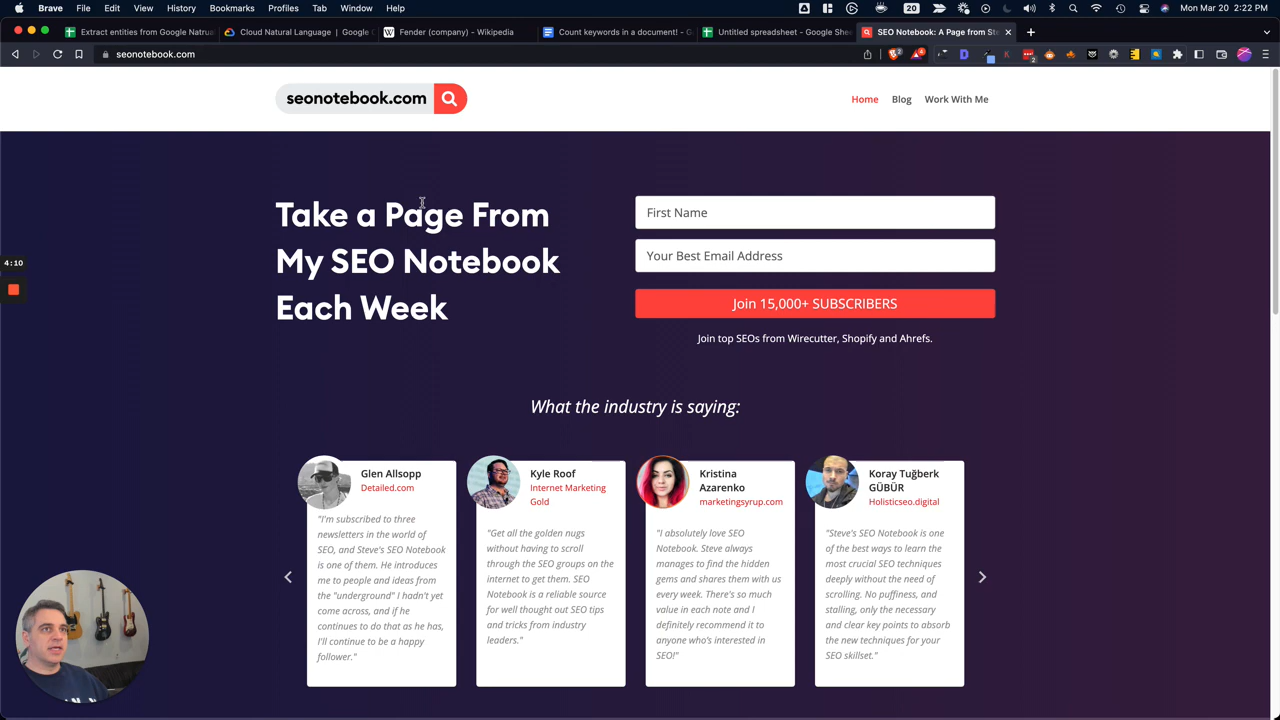 Brave File Edit View History Bookmarks Profiles Tab Window Help 20 Mon Mar 20 2:22 PM
Extract entities from Google Natrua Cloud Natural Language | Google C Fender (company) - Wikipedia Count keywords in a document! - G Untitled spreadsheet - Google She SEO Notebook: A Page from St
seonotebook.com
seonotebook.com
Home Blog Work With Me
Take a Page From
My SEO Notebook
Each Week
First Name
Your Best Email Address
Join 15,000+ SUBSCRIBERS
Join top SEOs from Wirecutter, Shopify and Ahrefs.
4:10
What the industry is saying:
Glen Allsopp
Detailed.com
"I'm subscribed to three
newsletters in the world of
SEO, and Steve's SEO Notebook
is one of them. He introduces
me to people and ideas from
the "underground" I hadn't yet
come across, and if he
continues to do that as he has,
I'll continue to be a happy
follower."
Kyle Roof
Internet Marketing
Gold
"Get all the golden nugs
without having to scroll
through the SEO groups on the
internet to get them. SEO
Notebook is a reliable source
for well thought out SEO tips
and tricks from industry
leaders."
Kristina
Azarenko
marketingsyrup.com
"I absolutely love SEO
Notebook. Steve always
manages to find the hidden
gems and shares them with us
every week. There's so much
value in each note and I
definitely recommend it to
anyone who's interested in
SEO!"
Koray Tuğberk
GÜBÜR
Holisticseo.digital
"Steve's SEO Notebook is one
of the best ways to learn the
most crucial SEO techniques
deeply without the need of
scrolling. No puffiness, and
stalling, only the necessary
and clear key points to absorb
the new techniques for your
SEO skillset."